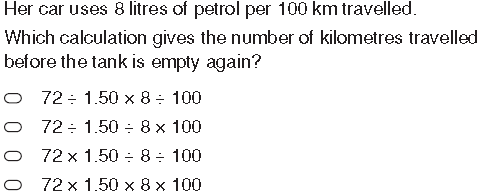 Her car uses 8 litres of petrol per 100 km travelled.
Which calculation gives the number of kilometres travelled
before the tank is empty again?
72 ÷ 1.50 × 8 ÷ 100
72 ÷ 1.50 ÷ 8 × 100
72 × 1.50 ÷ 8 ÷ 100
72 × 1.50 × 8 × 100